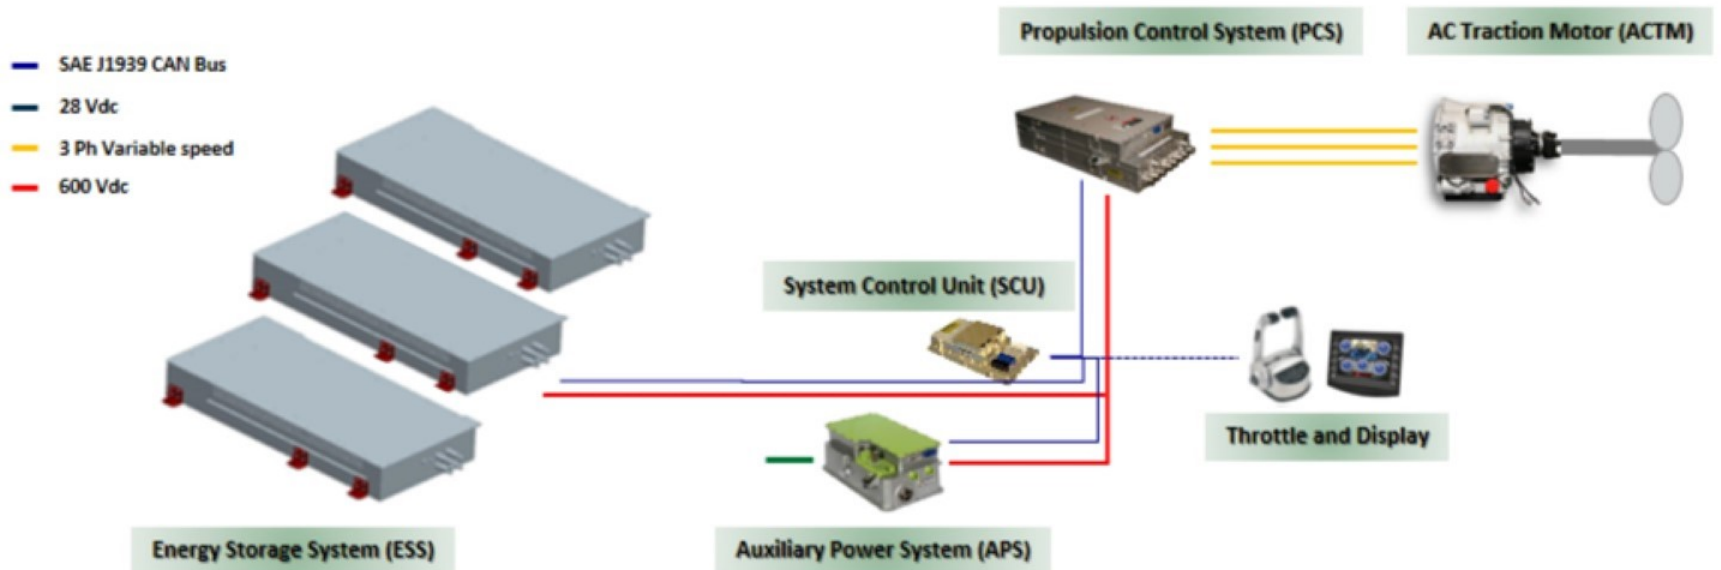 Propulsion Control System (PCS)
AC Traction Motor (ACTM)
SAE J1939 CAN Bus
28 Vdc
3 Ph Variable speed
600 Vdc
System Control Unit (SCU)
Throttle and Display
Energy Storage System (ESS)
Auxiliary Power System (APS)